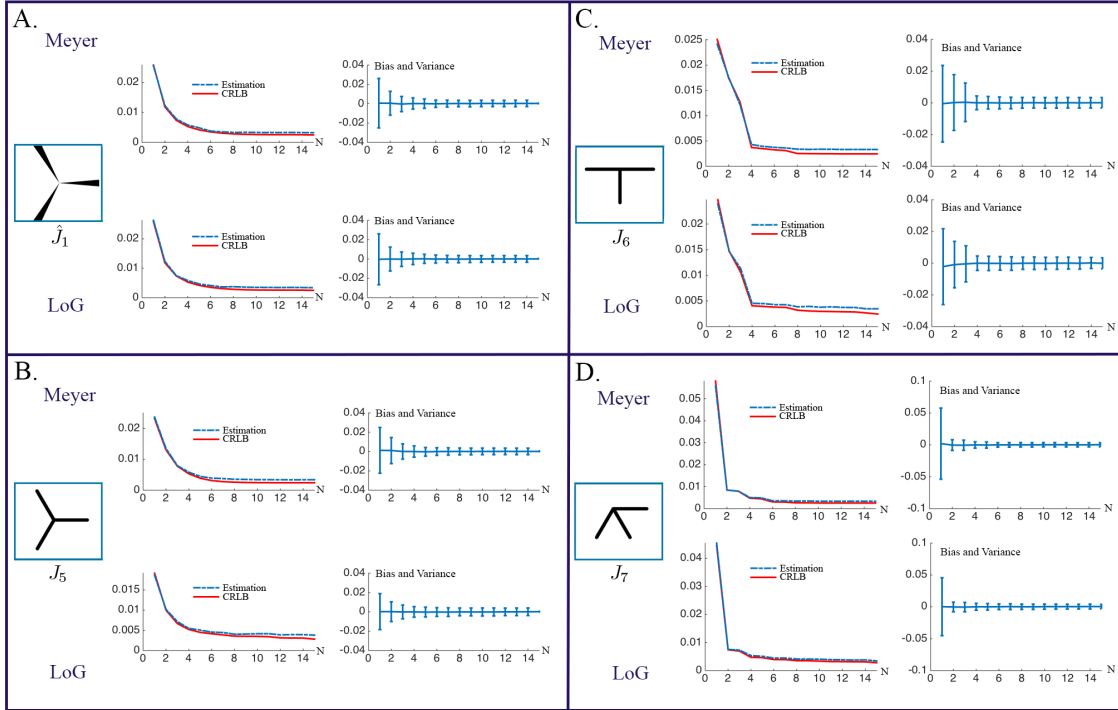 A.
Meyer
0.02
0.01
0
0 2 4 6 8 10 12 14 N
Estimation
CRLB
Bias and Variance
0.04
0.02
0
-0.02
-0.04
0 2 4 6 8 10 12 14 N
Ĵ1
LoG
0.02
0.01
0
0 2 4 6 8 10 12 14 N
Estimation
CRLB
Bias and Variance
0.04
0.02
0
-0.02
-0.04
0 2 4 6 8 10 12 14 N
B.
Meyer
0.02
0.01
0
0 2 4 6 8 10 12 14 N
Estimation
CRLB
Bias and Variance
0.04
0.02
0
-0.02
-0.04
0 2 4 6 8 10 12 14 N
J5
LoG
0.015
0.01
0.005
0
0 2 4 6 8 10 12 14 N
Estimation
CRLB
Bias and Variance
0.04
0.02
0
-0.02
-0.04
0 2 4 6 8 10 12 14 N
C.
Meyer
0.025
0.02
0.015
0.01
0.005
0
0 2 4 6 8 10 12 14 N
Estimation
CRLB
Bias and Variance
0.04
0.02
0
-0.02
-0.04
0 2 4 6 8 10 12 14 N
J6
LoG
0.02
0.015
0.01
0.005
0
0 2 4 6 8 10 12 14 N
Estimation
CRLB
Bias and Variance
0.04
0.02
0
-0.02
-0.04
0 2 4 6 8 10 12 14 N
D.
Meyer
0.05
0.04
0.03
0.02
0.01
0
0 2 4 6 8 10 12 14 N
Estimation
CRLB
Bias and Variance
0.1
0.05
0
-0.05
-0.1
0 2 4 6 8 10 12 14 N
J7
LoG
0.04
0.03
0.02
0.01
0
0 2 4 6 8 10 12 14 N
Estimation
CRLB
Bias and Variance
0.1
0.05
0
-0.05
-0.1
0 2 4 6 8 10 12 14 N